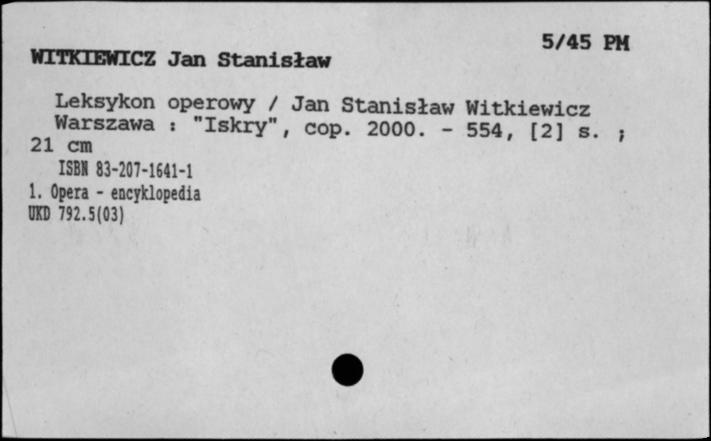 5/45 PM
WITKIEWICZ Jan Stanisław
Leksykon operowy / Jan Stanisław Witkiewicz
Warszawa : "Iskry", cop. 2000. - 554, [2] s. ;
21 cm
ISBN 83-207-1641-1
1. Opera - encyklopedia
UKD 792.5(03)